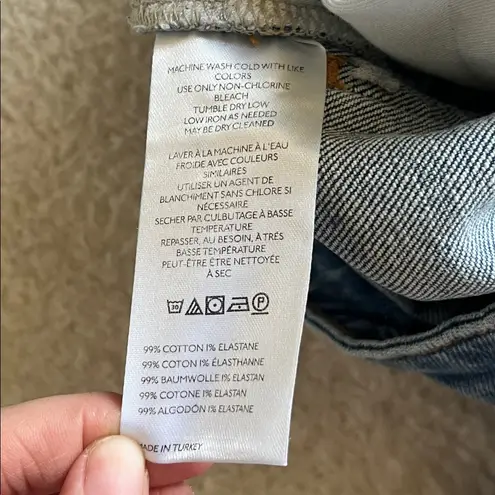 MACHINE WASH COLD WITH LIKE
COLORS
USE ONLY NON-CHLORINE
BLEACH
TUMBLE DRY LOW
LOW IRON AS NEEDED
MAY BE DRY CLEANED
LAVER À LA MACHINE À L'EAU
FROIDE AVEC COULEURS
SIMILAIRES
UTILISER UN AGENT DE
BLANCHIMENT SANS CHLORE SI
NÉCESSAIRE
SECHER PAR CULBUTAGE À BASSE
TEMPÉRATURE
REPASSER, AU BESOIN, À TRÈS
BASSE TEMPÉRATURE
PEUT-ÊTRE ÊTRE NETTOYÉE
À SEC
30 P
99% COTTON 1% ELASTANE
99% COTON 1% ÉLASTHANNE
99% BAUMWOLLE 1% ELASTAN
99% COTONE 1% ELASTAN
99% ALGODÓN 1% ELASTANE
MADE IN TURKEY